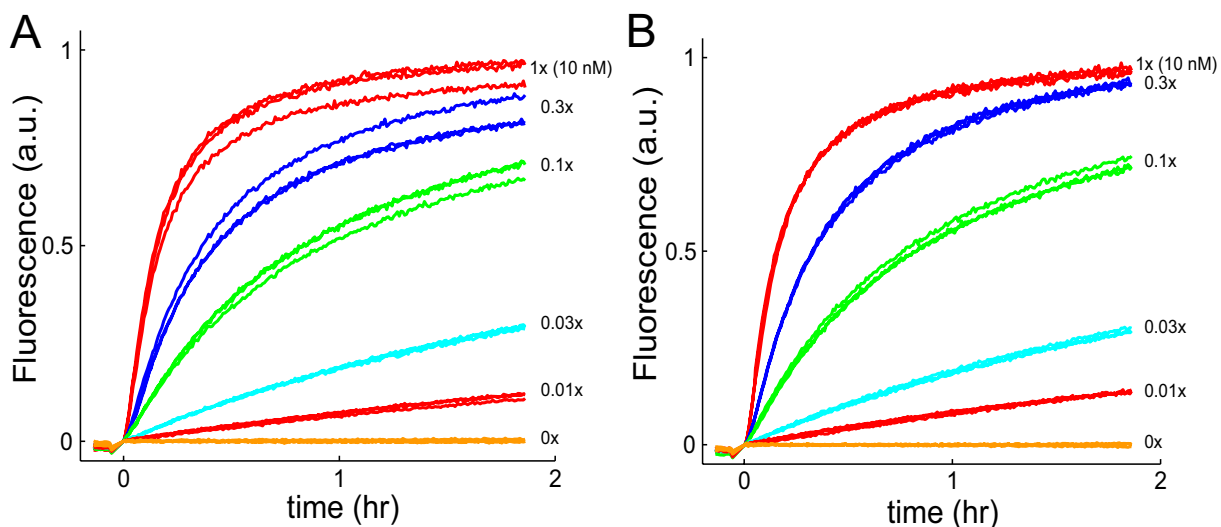 A
Fluorescence (a.u.)
1
0.5
0
1x (10 nM)
0.3x
0.1x
0.03x
0.01x
0x
0
1
2
time (hr)
B
Fluorescence (a.u.)
1
0.5
0
1x (10 nM)
0.3x
0.1x
0.03x
0.01x
0x
0
1
2
time (hr)